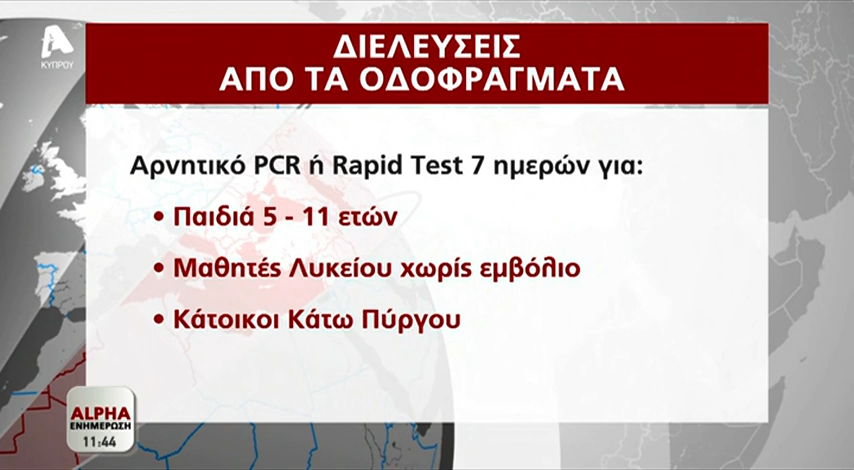 ΚΥΠΡΟΥ
ΔΙΕΛΕΥΣΕΙΣ
ΑΠΟ ΤΑ ΟΔΟΦΡΑΓΜΑΤΑ
Αρνητικό PCR ή Rapid Test 7 ημερών για:
• Παιδιά 5 - 11 ετών
• Μαθητές Λυκείου χωρίς εμβόλιο
• Κάτοικοι Κάτω Πύργου
ALPHA
ΕΝΗΜΕΡΩΣΗ
11:44